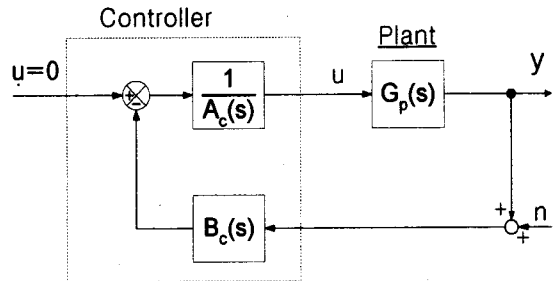 Controller
Plant
u=0
+
-
1
A_c(s)
u
G_p(s)
y
B_c(s)
+
+
n